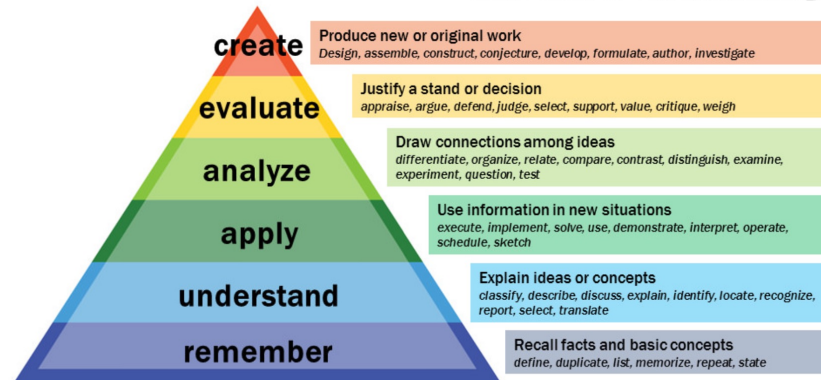 create
Produce new or original work
Design, assemble, construct, conjecture, develop, formulate, author, investigate
evaluate
Justify a stand or decision
appraise, argue, defend, judge, select, support, value, critique, weigh
analyze
Draw connections among ideas
differentiate, organize, relate, compare, contrast, distinguish, examine,
experiment, question, test
apply
Use information in new situations
execute, implement, solve, use, demonstrate, interpret, operate,
schedule, sketch
understand
Explain ideas or concepts
classify, describe, discuss, explain, identify, locate, recognize,
report, select, translate
remember
Recall facts and basic concepts
define, duplicate, list, memorize, repeat, state